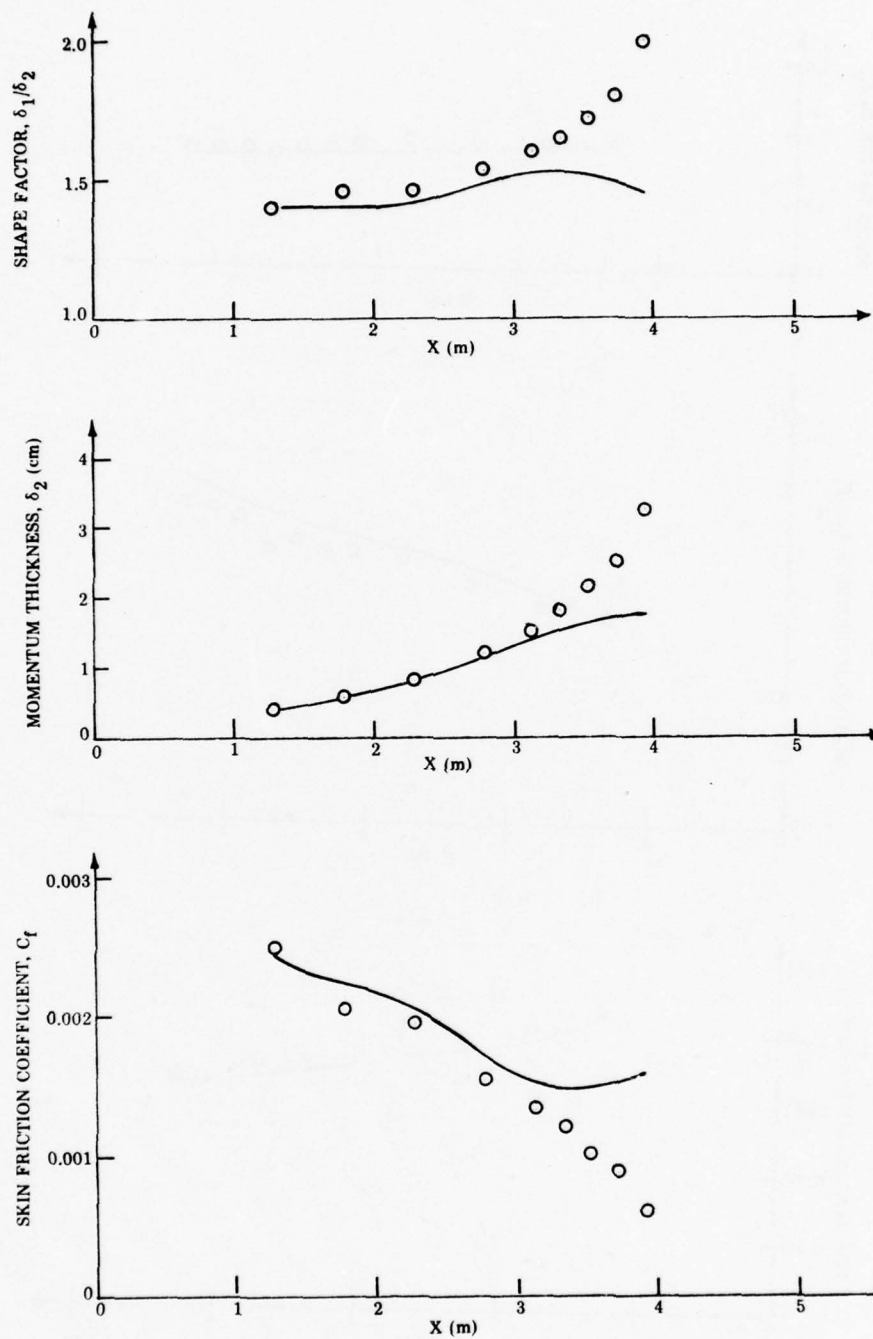 SHAPE FACTOR, δ1/δ2
2.0
1.5
1.0
0 1 2 3 4 5
X (m)
MOMENTUM THICKNESS, δ2 (cm)
4
3
2
1
0
0 1 2 3 4 5
X (m)
SKIN FRICTION COEFFICIENT, Cf
0.003
0.002
0.001
0
0 1 2 3 4 5
X (m)